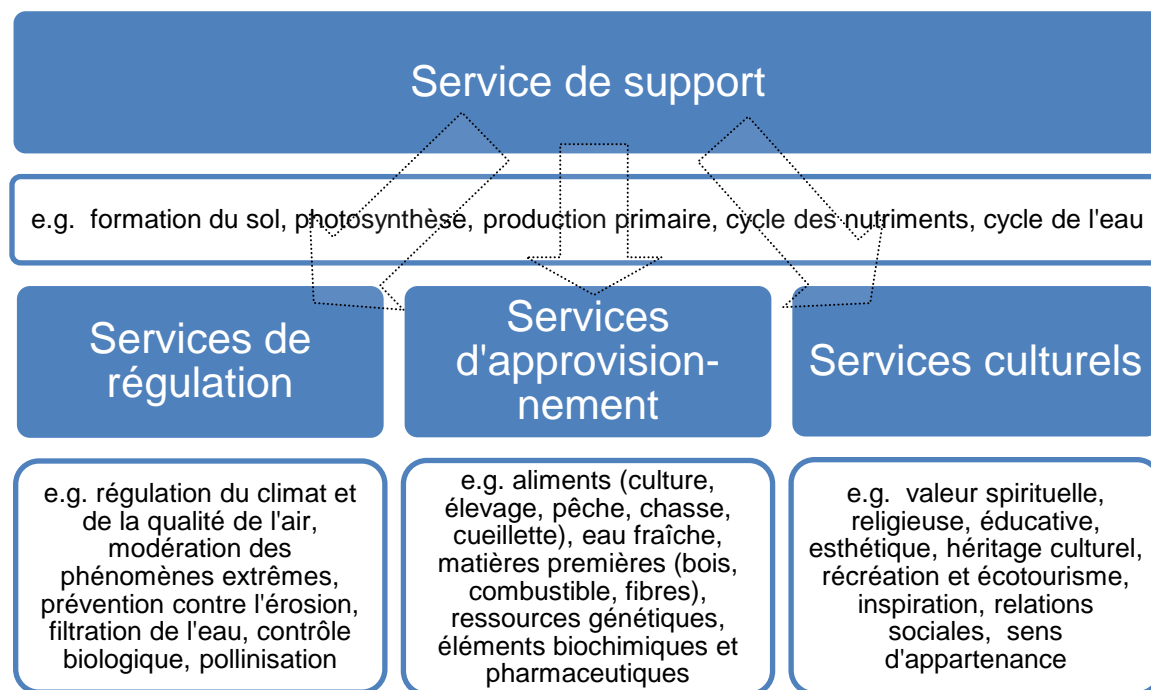 Service de support
e.g.  formation du sol, photosynthèse, production primaire, cycle des nutriments, cycle de l'eau
Services de
régulation
e.g. régulation du climat et
de la qualité de l'air,
modération des
phénomènes extrêmes,
prévention contre l'érosion,
filtration de l'eau, contrôle
biologique, pollinisation
Services
d'approvision-
nement
e.g. aliments (culture,
élevage, pêche, chasse,
cueillette), eau fraîche,
matières premières (bois,
combustible, fibres),
ressources génétiques,
éléments biochimiques et
pharmaceutiques
Services culturels
e.g.  valeur spirituelle,
religieuse, éducative,
esthétique, héritage culturel,
récréation et écotourisme,
inspiration, relations
sociales,  sens
d'appartenance